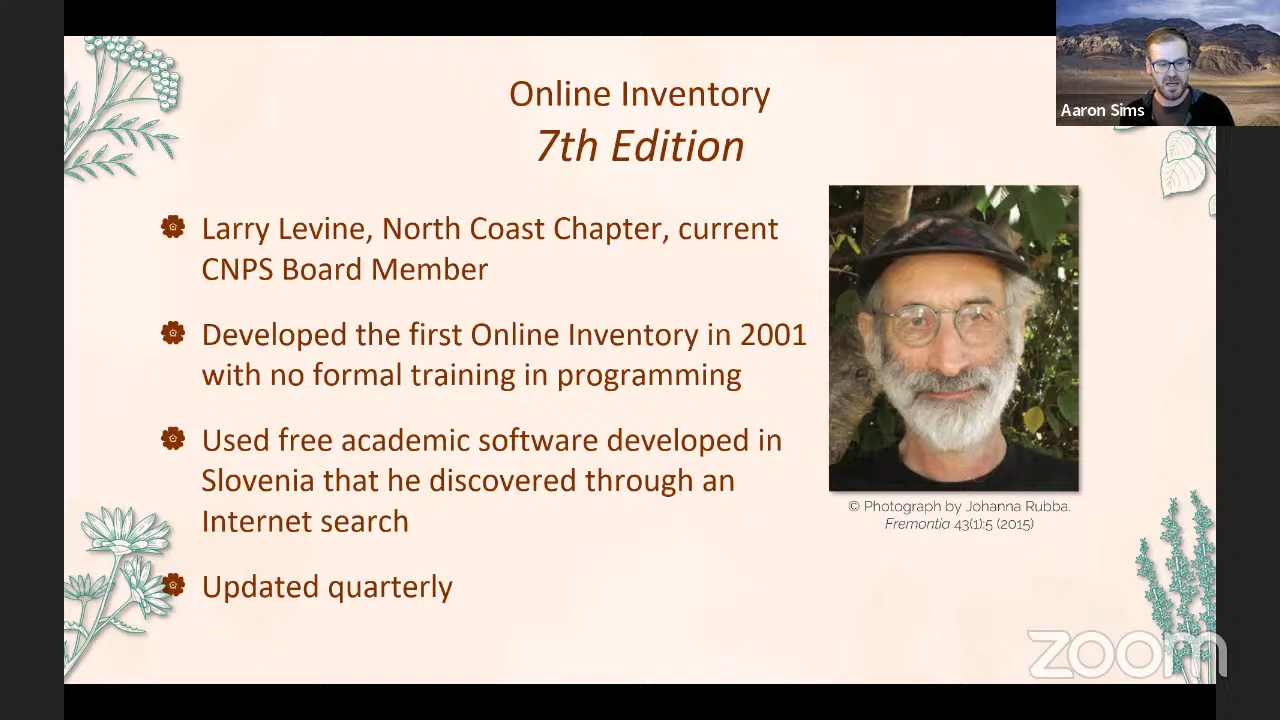 Online Inventory
7th Edition
Aaron Sims
Larry Levine, North Coast Chapter, current
CNPS Board Member
Developed the first Online Inventory in 2001
with no formal training in programming
Used free academic software developed in
Slovenia that he discovered through an
Internet search
Updated quarterly
© Photograph by Johanna Rubba.
Fremontia 43(1):5 (2015)
zoom